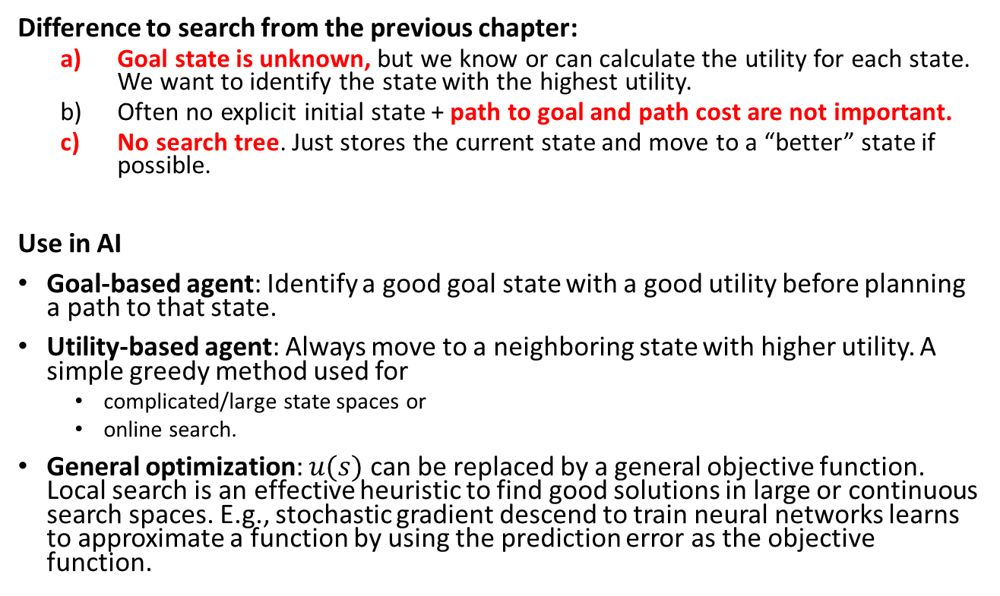 Difference to search from the previous chapter:
a) Goal state is unknown, but we know or can calculate the utility for each state.
We want to identify the state with the highest utility.
b) Often no explicit initial state + path to goal and path cost are not important.
c) No search tree. Just stores the current state and move to a “better” state if
possible.
Use in AI
• Goal-based agent: Identify a good goal state with a good utility before planning
a path to that state.
• Utility-based agent: Always move to a neighboring state with higher utility. A
simple greedy method used for
• complicated/large state spaces or
• online search.
• General optimization: 𝑢(𝑠) can be replaced by a general objective function.
Local search is an effective heuristic to find good solutions in large or continuous
search spaces. E.g., stochastic gradient descend to train neural networks learns
to approximate a function by using the prediction error as the objective
function.